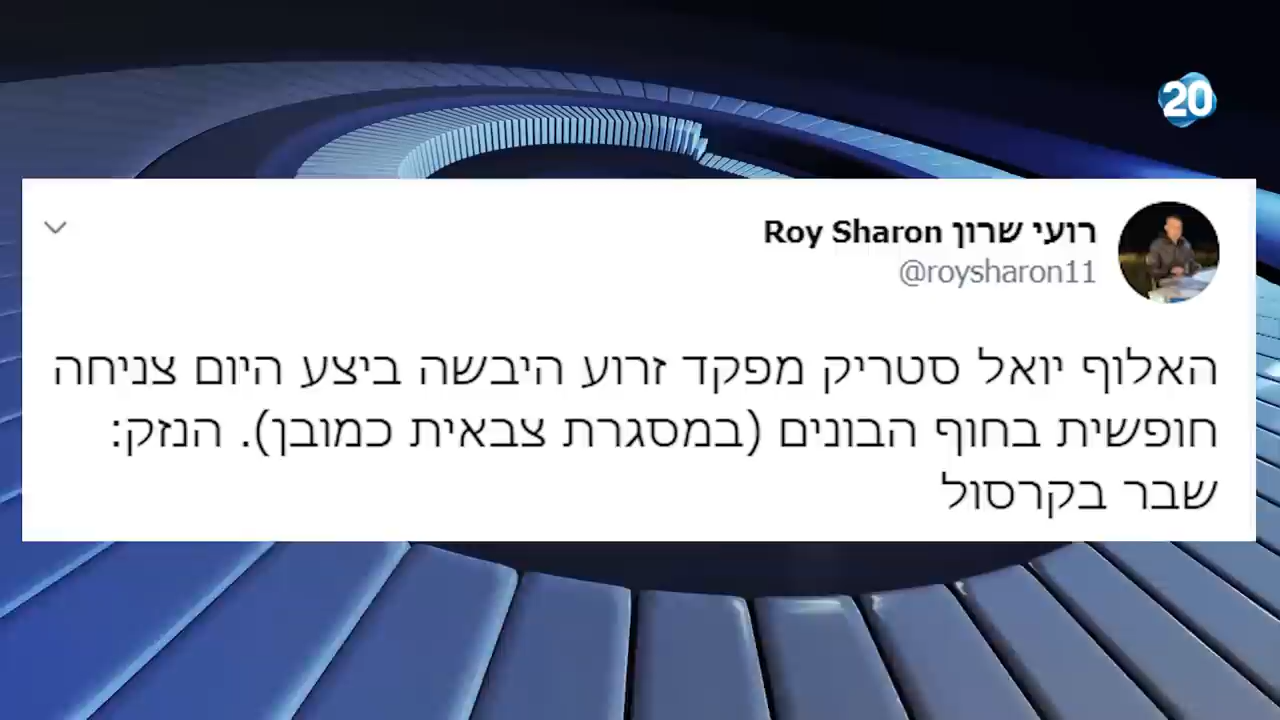 20
רועי שרון Roy Sharon
@roysharon11
האלוף יואל סטריק מפקד זרוע היבשה ביצע היום צניחה
חופשית בחוף הבונים (במסגרת צבאית כמובן). הנזק:
שבר בקרסול